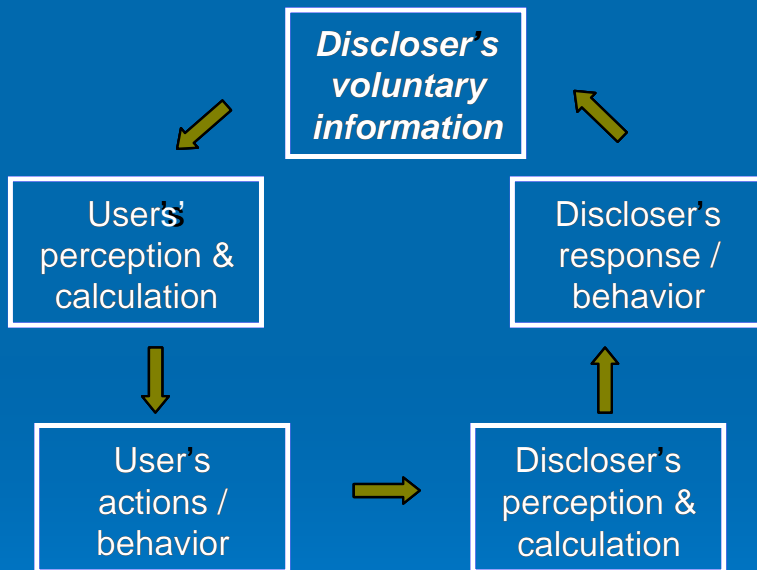 Discloser's
voluntary
information
Users'
perception &
calculation
Discloser's
response /
behavior
User's
actions /
behavior
Discloser's
perception &
calculation